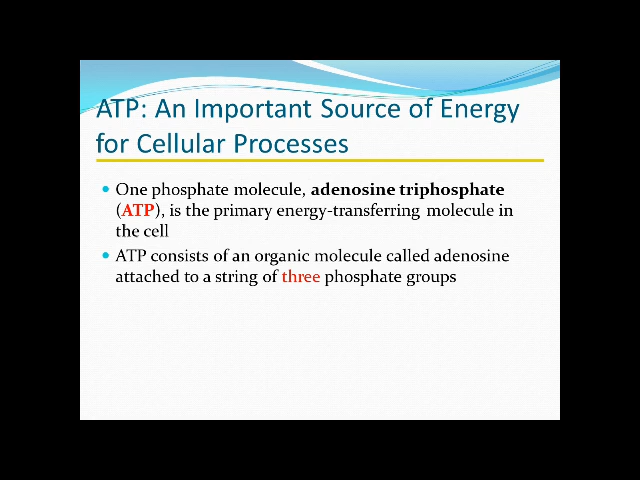 ATP: An Important Source of Energy
for Cellular Processes
One phosphate molecule, adenosine triphosphate
(ATP), is the primary energy-transferring molecule in
the cell
ATP consists of an organic molecule called adenosine
attached to a string of three phosphate groups